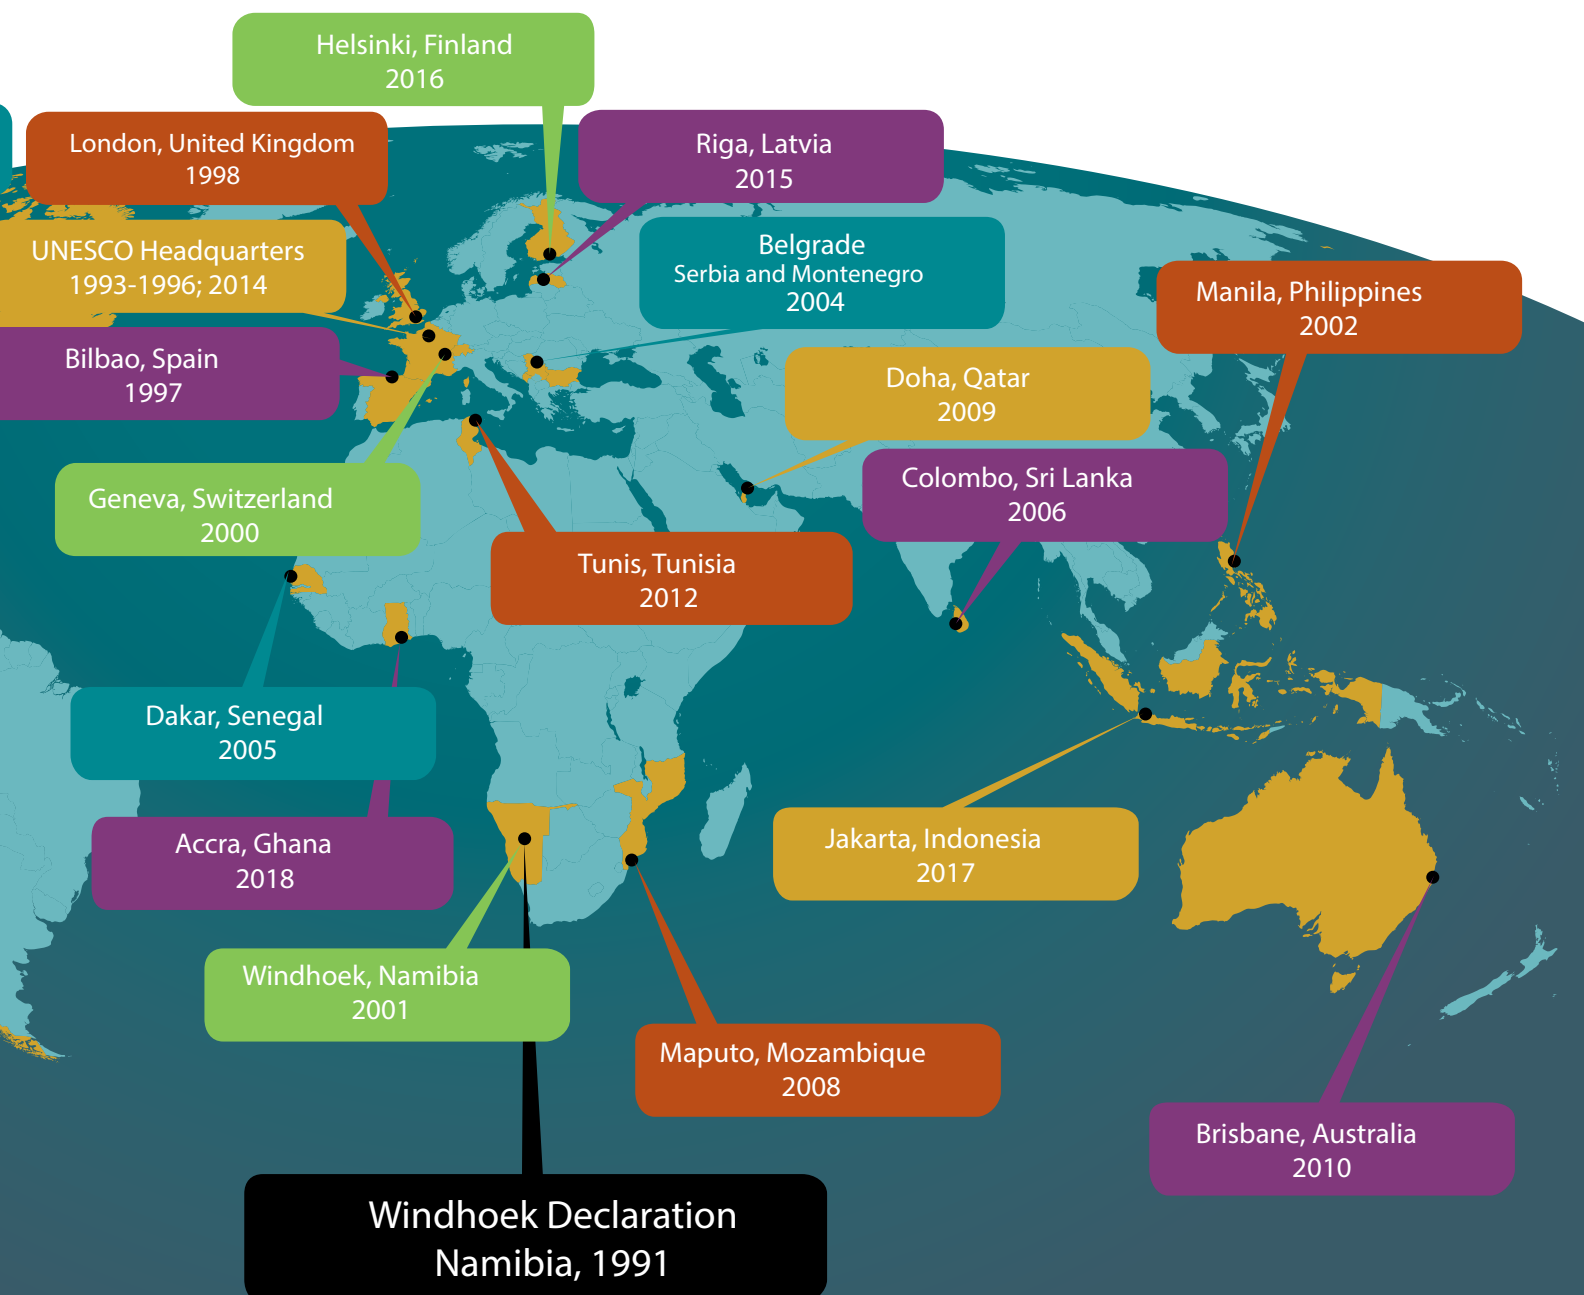 Helsinki, Finland
2016
London, United Kingdom
1998
Riga, Latvia
2015
UNESCO Headquarters
1993-1996; 2014
Belgrade
Serbia and Montenegro
2004
Manila, Philippines
2002
Bilbao, Spain
1997
Doha, Qatar
2009
Colombo, Sri Lanka
2006
Geneva, Switzerland
2000
Tunis, Tunisia
2012
Dakar, Senegal
2005
Accra, Ghana
2018
Jakarta, Indonesia
2017
Windhoek, Namibia
2001
Maputo, Mozambique
2008
Brisbane, Australia
2010
Windhoek Declaration
Namibia, 1991